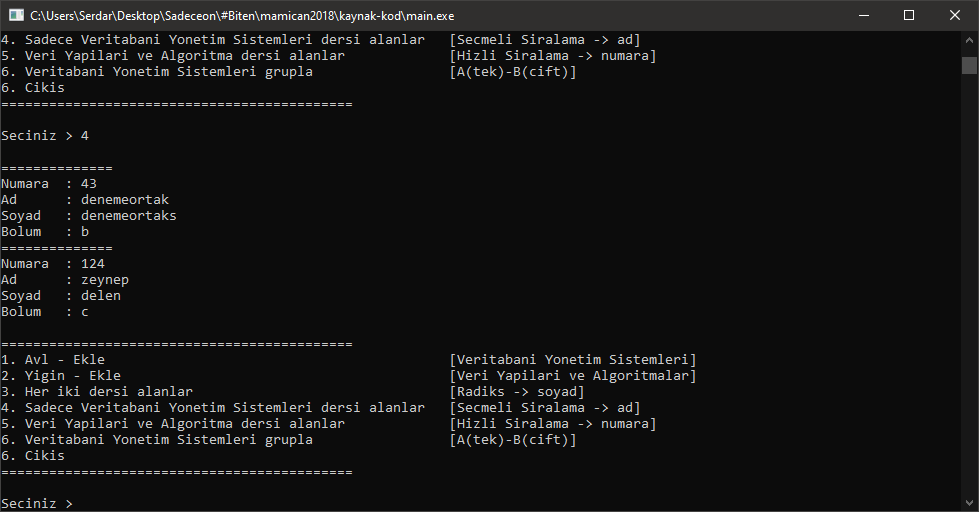 C:\Users\Serdar\Desktop\Sadeceon\#Biten\mamican2018\kaynak-kod\main.exe
4. Sadece Veritabani Yonetim Sistemleri dersi alanlar   [Secmeli Siralama -> ad]
5. Veri Yapilari ve Algoritma dersi alanlar             [Hizli Siralama -> numara]
6. Veritabani Yonetim Sistemleri grupla                 [A(tek)-B(cift)]
6. Cikis
============================================

Seciniz > 4

==============
Numara  : 43
Ad      : denemeortak
Soyad   : denemeortaks
Bolum   : b
==============
Numara  : 124
Ad      : zeynep
Soyad   : delen
Bolum   : c

============================================
1. Avl - Ekle                                           [Veritabani Yonetim Sistemleri]
2. Yigin - Ekle                                         [Veri Yapilari ve Algoritmalar]
3. Her iki dersi alanlar                                [Radiks -> soyad]
4. Sadece Veritabani Yonetim Sistemleri dersi alanlar   [Secmeli Siralama -> ad]
5. Veri Yapilari ve Algoritma dersi alanlar             [Hizli Siralama -> numara]
6. Veritabani Yonetim Sistemleri grupla                 [A(tek)-B(cift)]
6. Cikis
============================================

Seciniz >